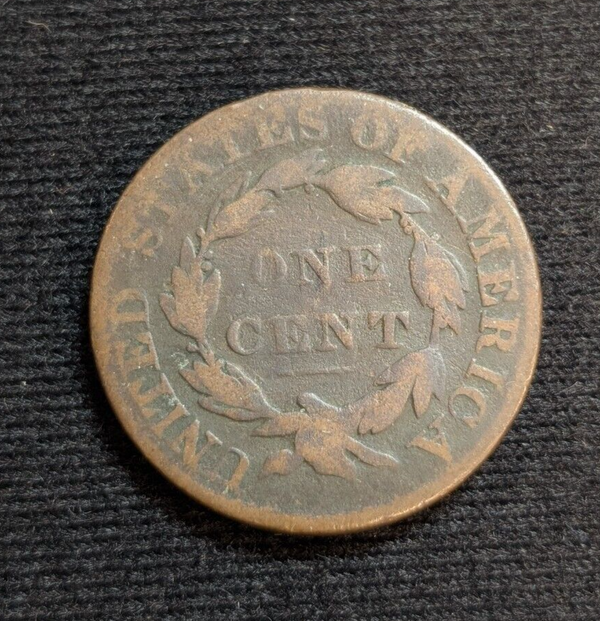 UNITED STATES OF AMERICA
ONE
CENT